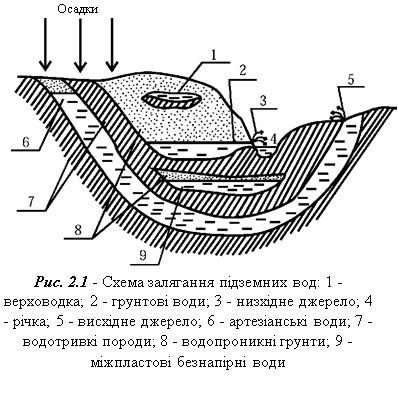 Осадки
1
2
3
4
5
6
7
8
9
Рис. 2.1 - Схема залягання підземних вод: 1 -
верховодка; 2 - грунтові води; 3 - низхідне джерело; 4
- річка; 5 - висхідне джерело; 6 - артезіанські води; 7 -
водотривкі породи; 8 - водопроникні грунти; 9 -
міжпластові безнапірні води